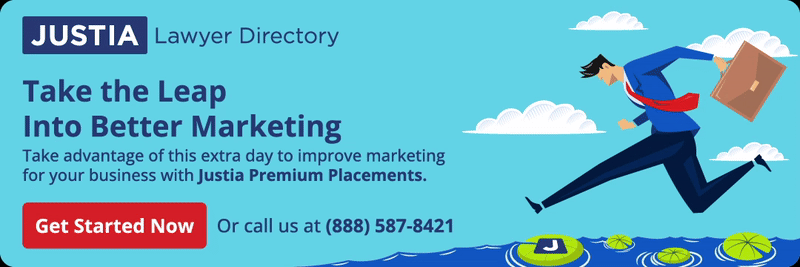 JUSTIA Lawyer Directory
Take the Leap
Into Better Marketing
Take advantage of this extra day to improve marketing
for your business with Justia Premium Placements.
Get Started Now Or call us at (888) 587-8421
J